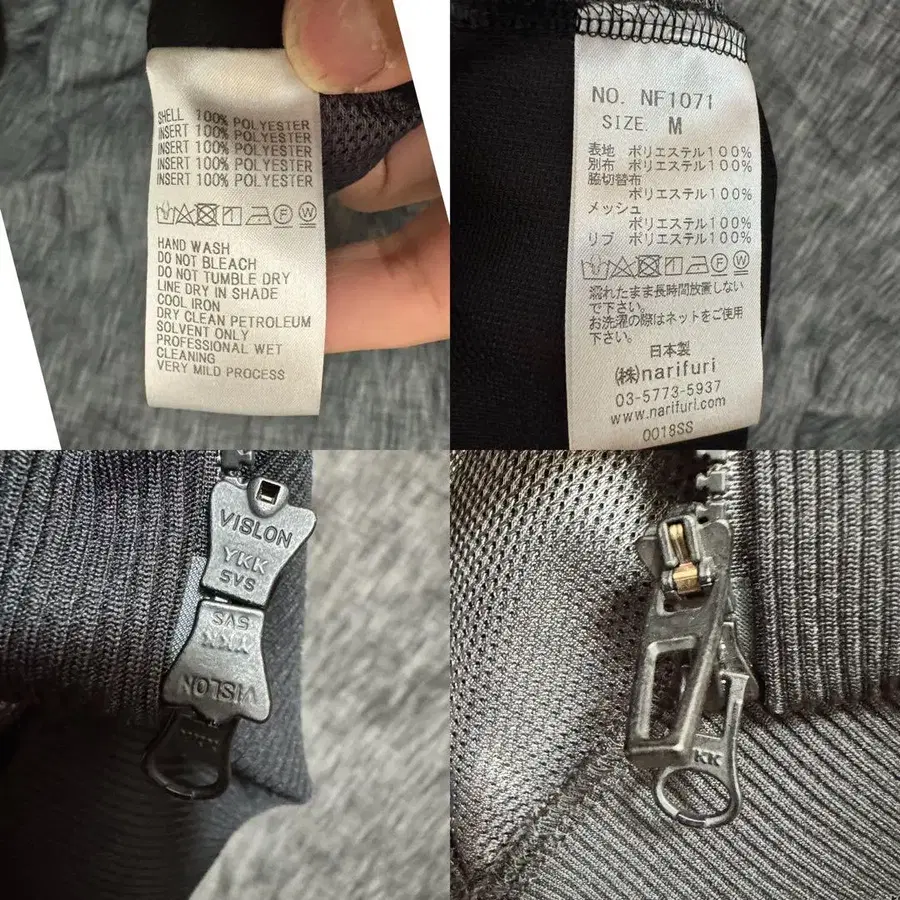 SHELL 100% POLYESTER
INSERT 100% POLYESTER
INSERT 100% POLYESTER
INSERT 100% POLYESTER
INSERT 100% POLYESTER
F W
HAND WASH
DO NOT BLEACH
DO NOT TUMBLE DRY
LINE DRY IN SHADE
COOL IRON
DRY CLEAN PETROLEUM
SOLVENT ONLY
PROFESSIONAL WET
CLEANING
VERY MILD PROCESS
NO. NF1071
SIZE. M
表地 ポリエステル100%
別布 ポリエステル100%
脇切替布
ポリエステル100%
メッシュ
ポリエステル100%
リブ ポリエステル100%
F W
濡れたまま長時間放置しない
で下さい。
お洗濯の際はネットをご使用
下さい。
日本製
(株)narifuri
03-5773-5937
www.narifuri.com
0018SS
VISLON
YKK
5VS
5VS
YKK
VISLON
YKK
KK